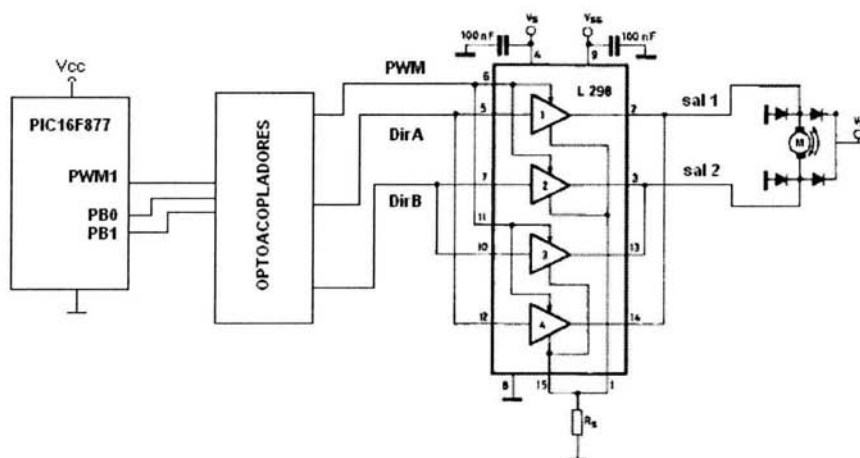 Vcc
PIC16F877
PWM1
PB0
PB1
OPTOACOPLADORES
PWM
DirA
DirB
100 nF
Vs
4
Vss
9
100 nF
L 298
6
5
7
11
10
12
1
2
3
4
2
3
13
14
8
15
1
Rs
sal 1
sal 2
M